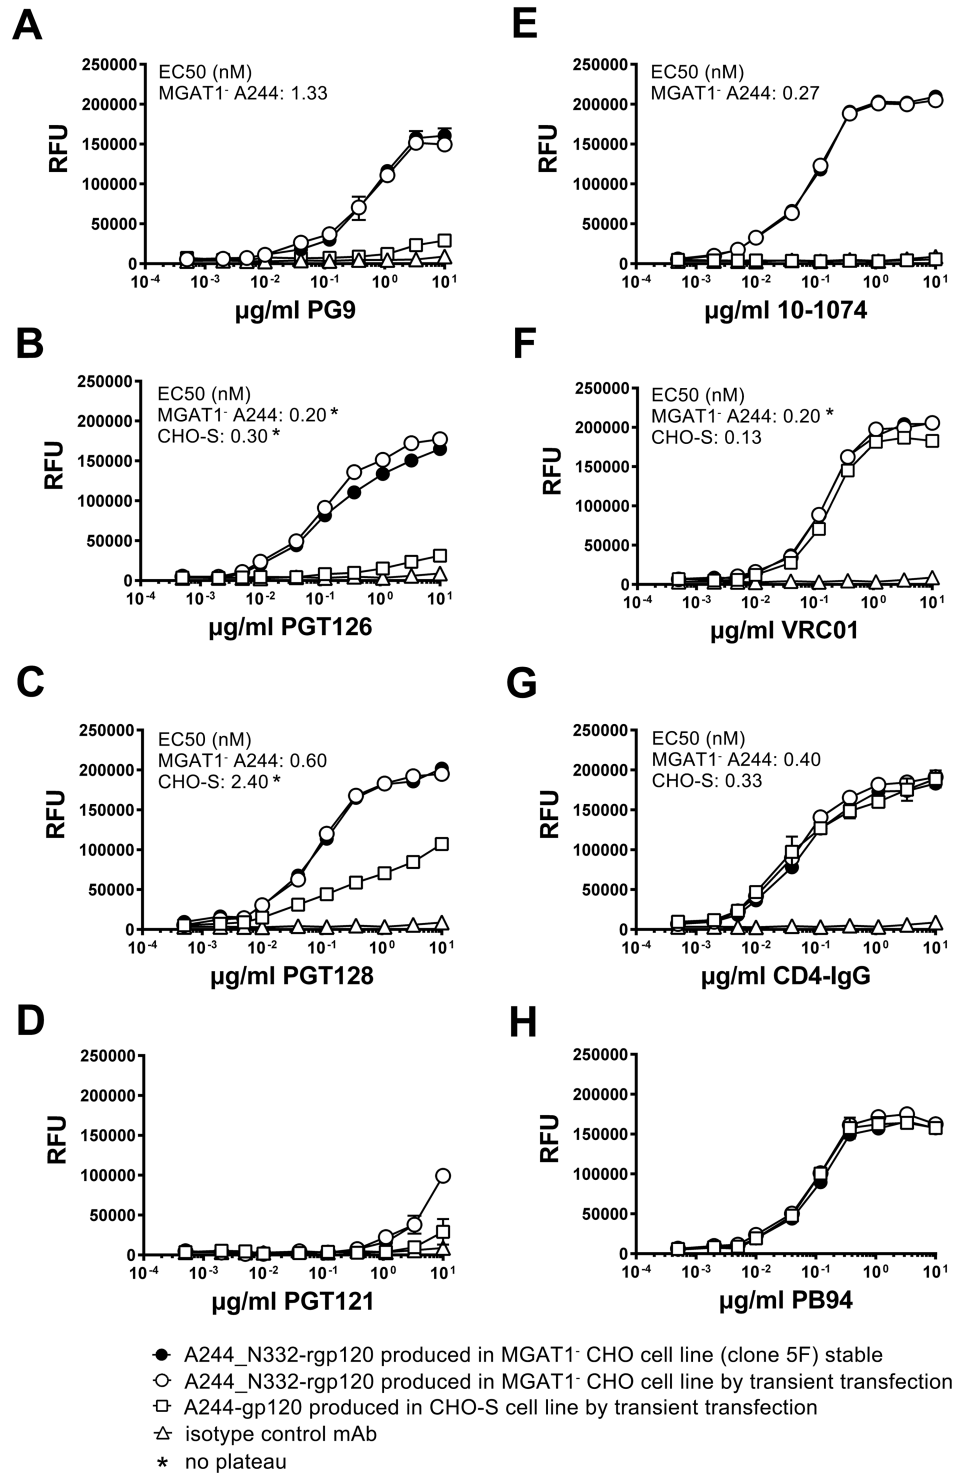 A
250000
200000
150000
100000
50000
0
RFU
EC50 (nM)
MGAT1⁻ A244: 1.33
10⁻⁴ 10⁻³ 10⁻² 10⁻¹ 10⁰ 10¹
µg/ml PG9
B
250000
200000
150000
100000
50000
0
RFU
EC50 (nM)
MGAT1⁻ A244: 0.20 *
CHO-S: 0.30 *
10⁻⁴ 10⁻³ 10⁻² 10⁻¹ 10⁰ 10¹
µg/ml PGT126
C
250000
200000
150000
100000
50000
0
RFU
EC50 (nM)
MGAT1⁻ A244: 0.60
CHO-S: 2.40 *
10⁻⁴ 10⁻³ 10⁻² 10⁻¹ 10⁰ 10¹
µg/ml PGT128
D
250000
200000
150000
100000
50000
0
RFU
10⁻⁴ 10⁻³ 10⁻² 10⁻¹ 10⁰ 10¹
µg/ml PGT121
E
250000
200000
150000
100000
50000
0
RFU
EC50 (nM)
MGAT1⁻ A244: 0.27
10⁻⁴ 10⁻³ 10⁻² 10⁻¹ 10⁰ 10¹
µg/ml 10-1074
F
250000
200000
150000
100000
50000
0
RFU
EC50 (nM)
MGAT1⁻ A244: 0.20 *
CHO-S: 0.13
10⁻⁴ 10⁻³ 10⁻² 10⁻¹ 10⁰ 10¹
µg/ml VRC01
G
250000
200000
150000
100000
50000
0
RFU
EC50 (nM)
MGAT1⁻ A244: 0.40
CHO-S: 0.33
10⁻⁴ 10⁻³ 10⁻² 10⁻¹ 10⁰ 10¹
µg/ml CD4-IgG
H
250000
200000
150000
100000
50000
0
RFU
10⁻⁴ 10⁻³ 10⁻² 10⁻¹ 10⁰ 10¹
µg/ml PB94
A244_N332-rgp120 produced in MGAT1⁻ CHO cell line (clone 5F) stable
A244_N332-rgp120 produced in MGAT1⁻ CHO cell line by transient transfection
A244-gp120 produced in CHO-S cell line by transient transfection
isotype control mAb
* no plateau